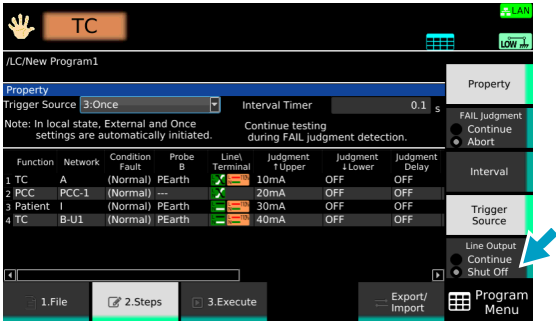 TC
LAN
LOW
/LC/New Program1
Property
Trigger Source 3:Once
Interval Timer 0.1 s
Note: In local state, External and Once
settings are automatically initiated.
Continue testing
during FAIL judgment detection.
Function Network Condition Fault Probe B Line\ Terminal Judgment ↑Upper Judgment ↓Lower Judgment Delay
1 TC A (Normal) PEarth 10mA OFF OFF
2 PCC PCC-1 (Normal) --- 20mA OFF OFF
3 Patient I (Normal) PEarth 30mA OFF OFF
4 TC B-U1 (Normal) PEarth 40mA OFF OFF
Property
FAIL Judgment
Continue
Abort
Interval
Trigger
Source
Line Output
Continue
Shut Off
1.File
2.Steps
3.Execute
Export/
Import
Program
Menu